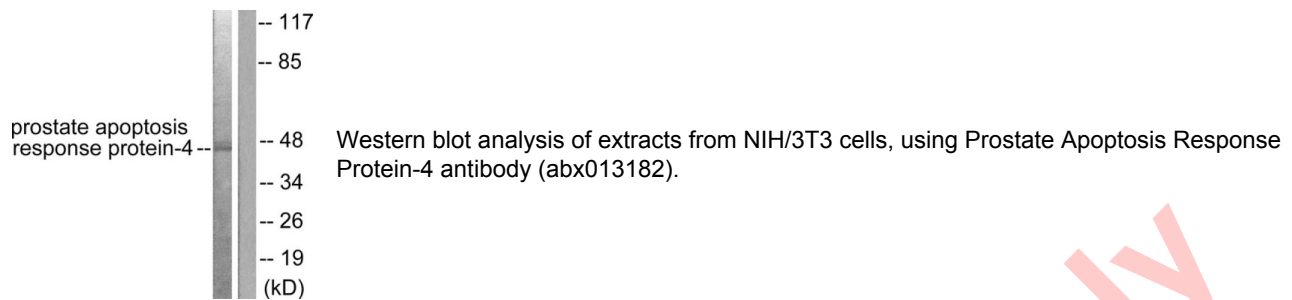 -- 117
-- 85
prostate apoptosis
response protein-4 --
-- 48
Western blot analysis of extracts from NIH/3T3 cells, using Prostate Apoptosis Response
Protein-4 antibody (abx013182).
-- 34
-- 26
-- 19
(kD)
ly